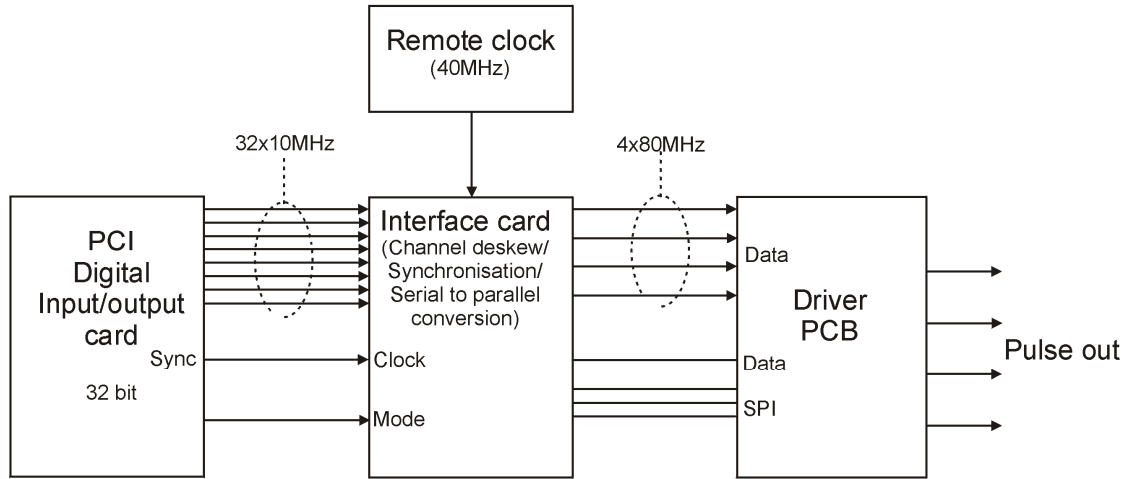 Remote clock
(40MHz)
32x10MHz
4x80MHz
PCI
Digital
Input/output
card
Sync
32 bit
Interface card
(Channel deskew/
Synchronisation/
Serial to parallel
conversion)
Clock
Mode
Data
Driver
PCB
Data
SPI
Pulse out